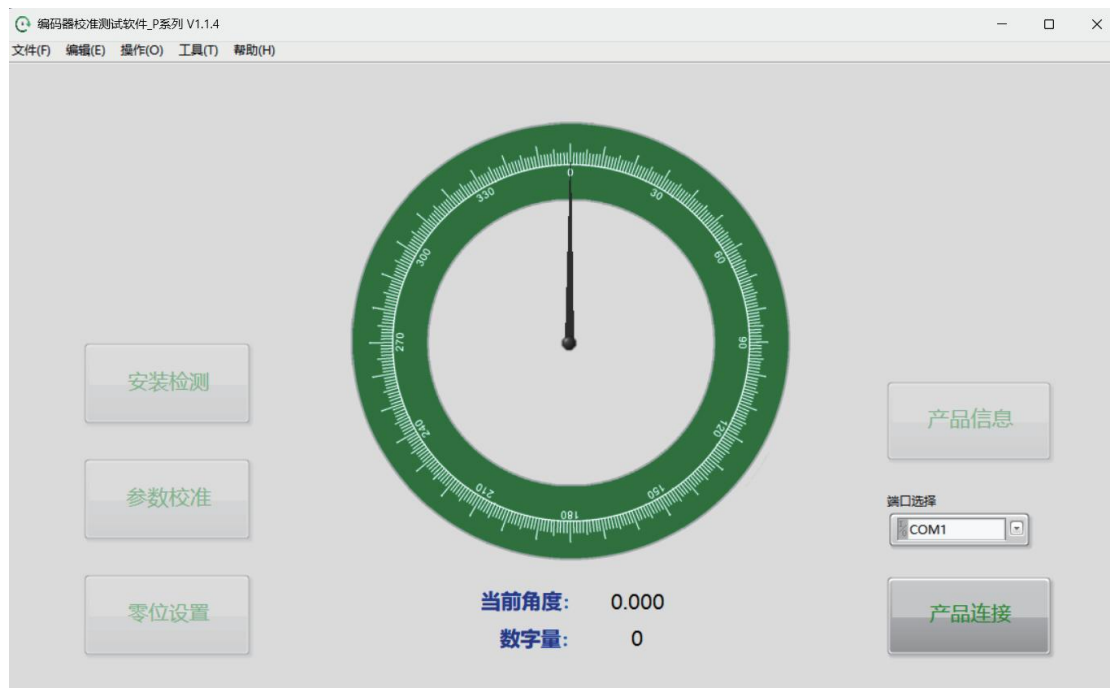 编码器校准测试软件_P系列 V1.1.4
文件(F) 编辑(E) 操作(O) 工具(T) 帮助(H)
0
30
60
90
120
150
180
210
240
270
300
330
安装检测
参数校准
零位设置
当前角度: 0.000
数字量: 0
产品信息
端口选择
COM1
产品连接